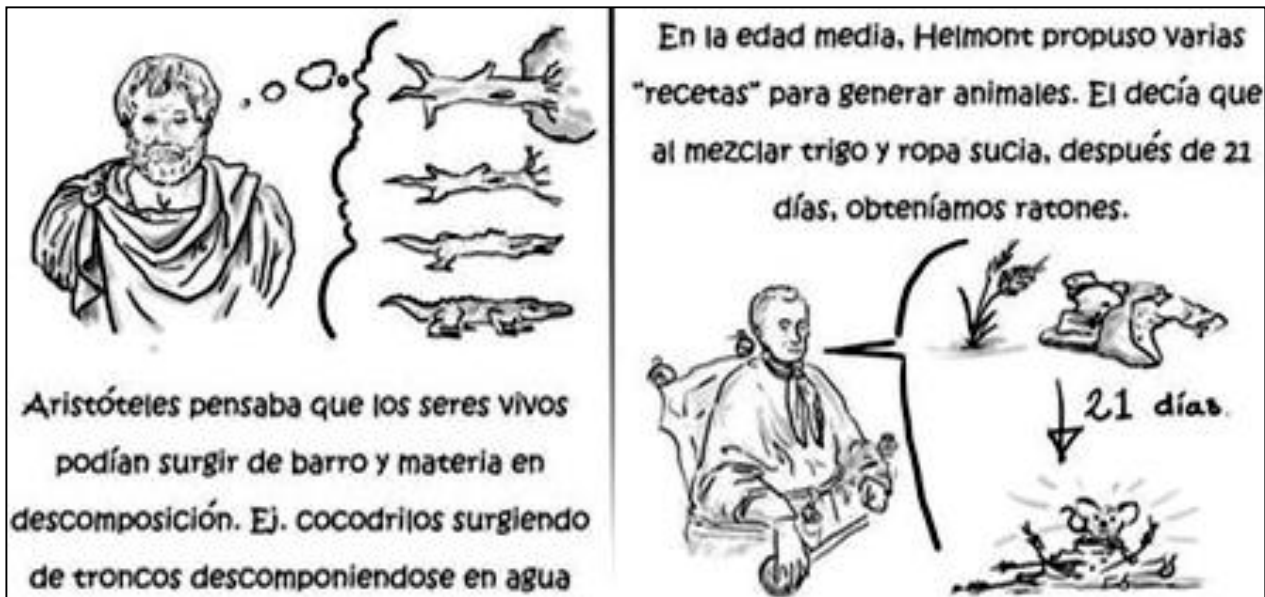 Aristóteles pensaba que los seres vivos
podían surgir de barro y materia en
descomposición. Ej. cocodrilos surgiendo
de troncos descomponiendose en agua
En la edad media, Helmont propuso varias
"recetas" para generar animales. El decía que
al mezclar trigo y ropa sucia, después de 21
días, obteníamos ratones.
21 días.